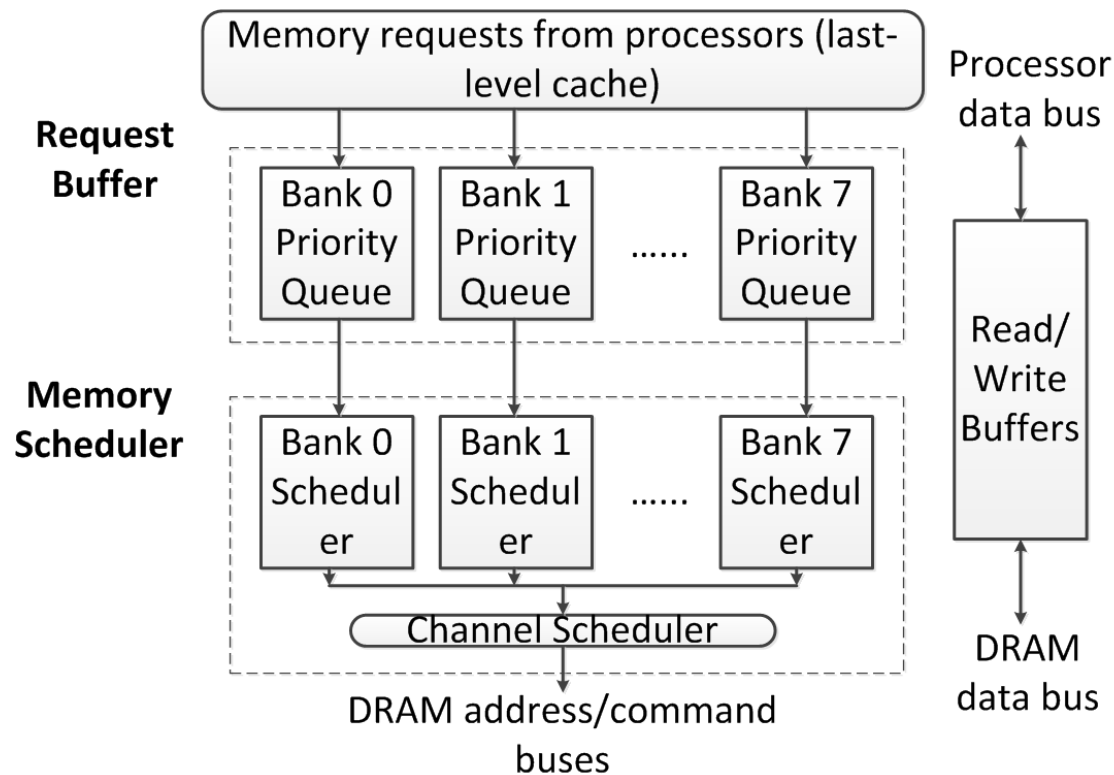 Memory requests from processors (last-
level cache)
Processor
data bus
Request
Buffer
Bank 0
Priority
Queue
Bank 1
Priority
Queue
......
Bank 7
Priority
Queue
Read/
Write
Buffers
Memory
Scheduler
Bank 0
Schedul
er
Bank 1
Schedul
er
......
Bank 7
Schedul
er
Channel Scheduler
DRAM address/command
buses
DRAM
data bus